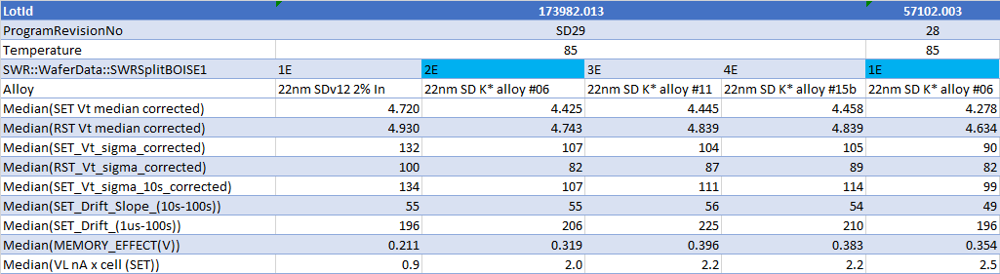 LotId 173982.013 57102.003
ProgramRevisionNo SD29 28
Temperature 85 85
SWR::WaferData::SWRSplitBOISE1 1E 2E 3E 4E 1E
Alloy 22nm SDv12 2% In 22nm SD K* alloy #06 22nm SD K* alloy #11 22nm SD K* alloy #15b 22nm SD K* alloy #06
Median(SET Vt median corrected) 4.720 4.425 4.445 4.458 4.278
Median(RST Vt median corrected) 4.930 4.743 4.839 4.839 4.634
Median(SET_Vt_sigma_corrected) 132 107 104 105 90
Median(RST_Vt_sigma_corrected) 100 82 87 89 82
Median(SET_Vt_sigma_10s_corrected) 134 107 111 114 99
Median(SET_Drift_Slope_(10s-100s)) 55 55 56 54 49
Median(SET_Drift_(1us-100s)) 196 206 225 210 196
Median(MEMORY_EFFECT(V)) 0.211 0.319 0.396 0.383 0.354
Median(VL nA x cell (SET)) 0.9 2.0 2.2 2.2 2.5